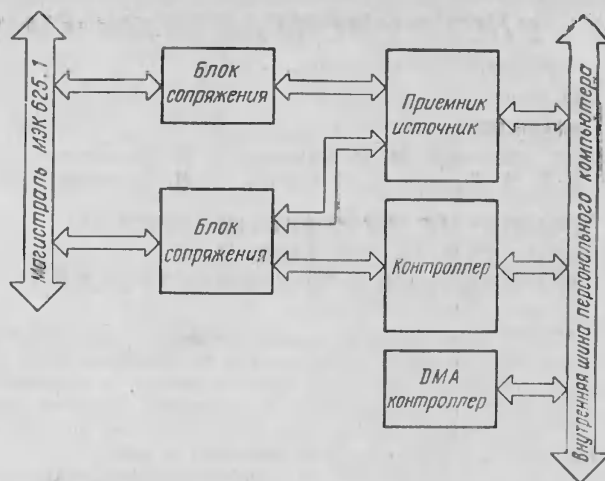 Магистраль МЭК 625.1
Блок
сопряжения
Приемник
источник
Блок
сопряжения
Контроллер
DMA
контроллер
Внутренняя шина персонального компьютера